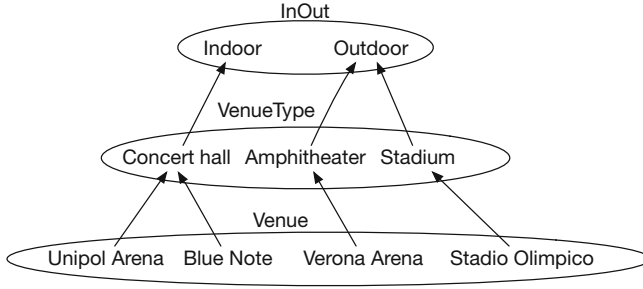 InOut
Indoor Outdoor
VenueType
Concert hall Amphitheater Stadium
Venue
Unipol Arena Blue Note Verona Arena Stadio Olimpico